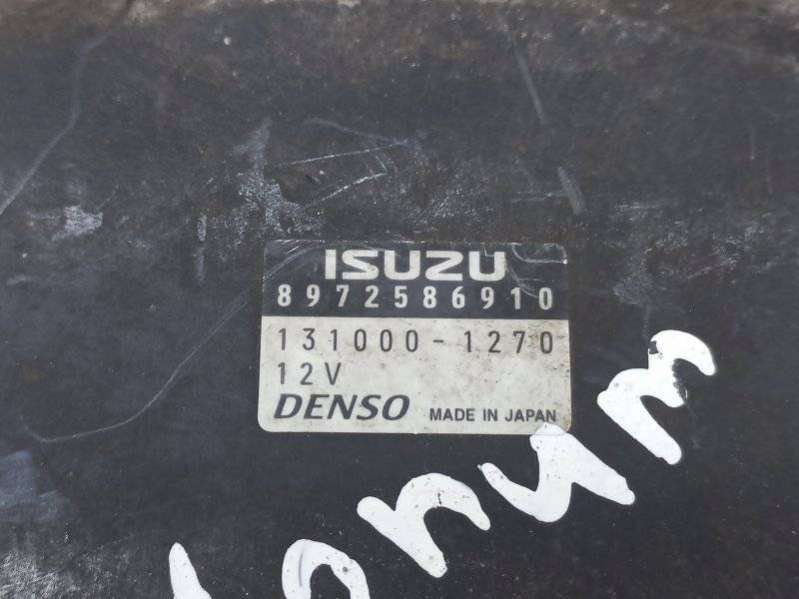 ISUZU
8972586910
131000-1270
12V
DENSO MADE IN JAPAN